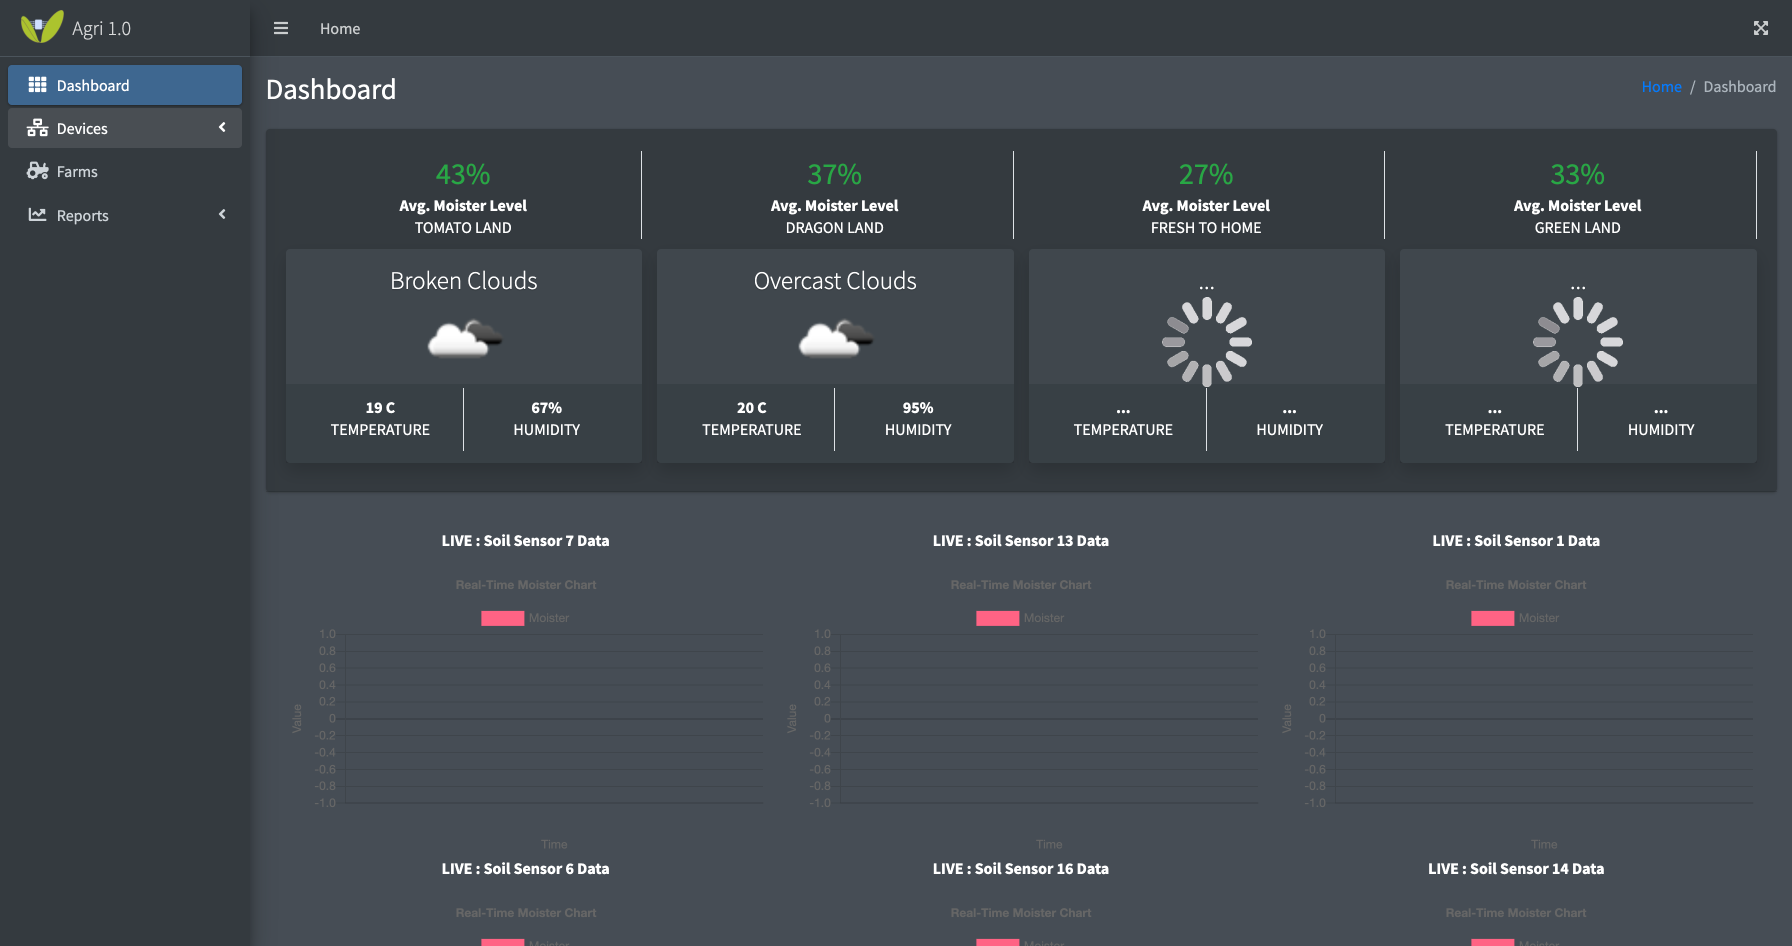 Agri 1.0
Home
Dashboard
Devices
Farms
Reports
Dashboard
Home / Dashboard
43%
Avg. Moister Level
TOMATO LAND
37%
Avg. Moister Level
DRAGON LAND
27%
Avg. Moister Level
FRESH TO HOME
33%
Avg. Moister Level
GREEN LAND
Broken Clouds
19 C
TEMPERATURE
67%
HUMIDITY
Overcast Clouds
20 C
TEMPERATURE
95%
HUMIDITY
...
...
TEMPERATURE
...
HUMIDITY
...
...
TEMPERATURE
...
HUMIDITY
LIVE : Soil Sensor 7 Data
Real-Time Moister Chart
Moister
1.0
0.8
0.6
0.4
0.2
0
-0.2
-0.4
-0.6
-0.8
-1.0
Value
Time
LIVE : Soil Sensor 13 Data
Real-Time Moister Chart
Moister
1.0
0.8
0.6
0.4
0.2
0
-0.2
-0.4
-0.6
-0.8
-1.0
Value
Time
LIVE : Soil Sensor 1 Data
Real-Time Moister Chart
Moister
1.0
0.8
0.6
0.4
0.2
0
-0.2
-0.4
-0.6
-0.8
-1.0
Value
Time
LIVE : Soil Sensor 6 Data
Real-Time Moister Chart
Moister
LIVE : Soil Sensor 16 Data
Real-Time Moister Chart
Moister
LIVE : Soil Sensor 14 Data
Real-Time Moister Chart
Moister